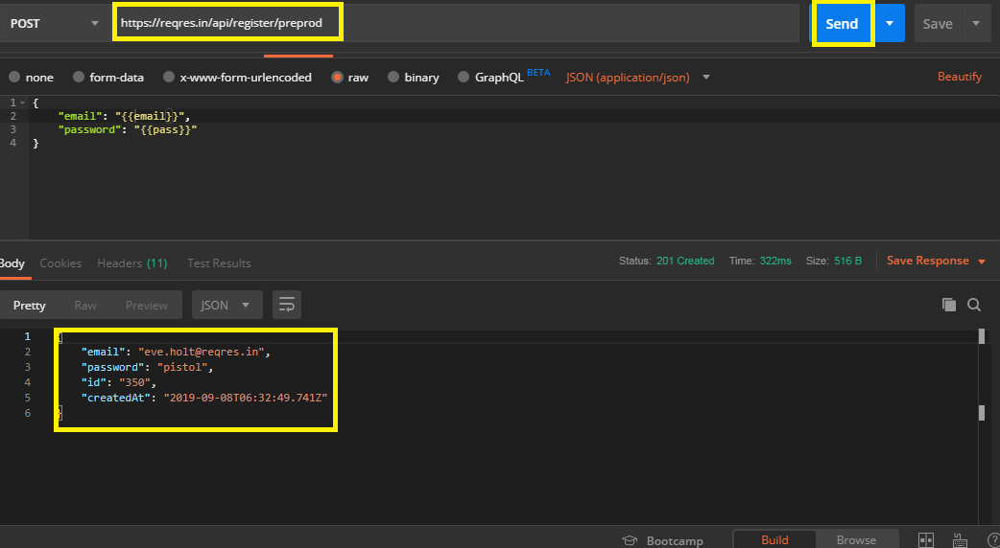 POST https://reqres.in/api/register/preprod Send Save
none form-data x-www-form-urlencoded raw binary GraphQL BETA JSON (application/json) Beautify
1 {
2 "email": "{{email}}",
3 "password": "{{pass}}"
4 }
Body Cookies Headers (11) Test Results Status: 201 Created Time: 322ms Size: 516 B Save Response
Pretty Raw Preview JSON
1 {
2 "email": "eve.holt@reqres.in",
3 "password": "pistol",
4 "id": "350",
5 "createdAt": "2019-09-08T06:32:49.741Z"
6 }
Bootcamp Build Browse